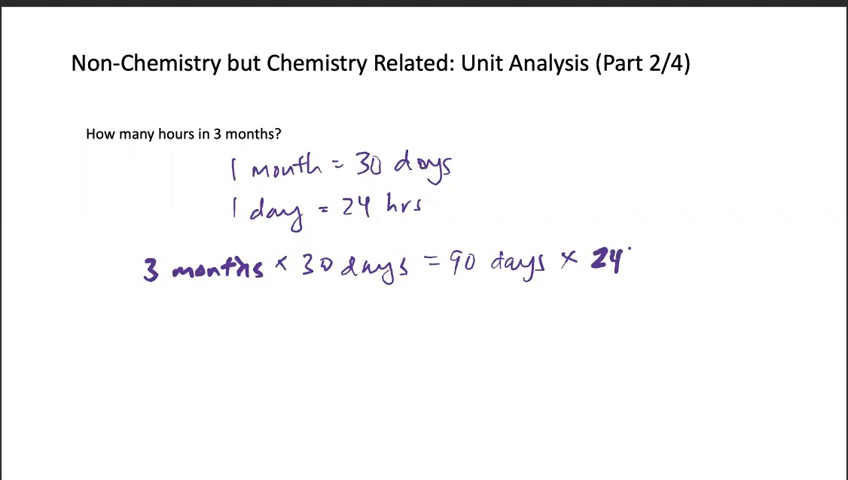 Non-Chemistry but Chemistry Related: Unit Analysis (Part 2/4)
How many hours in 3 months?
1 month = 30 days
1 day = 24 hrs
3 months × 30 days = 90 days × 24